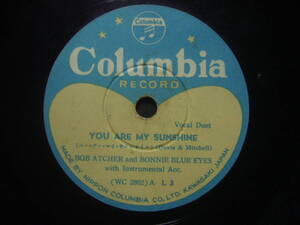 Columbia
Columbia
RECORD
Vocal Duet
YOU ARE MY SUNSHINE
(Davis & Mitchell)
BOB ATCHER and BONNIE BLUE EYES
with Instrumental Acc.
(WC 2802) A L 3
MADE BY NIPPON COLUMBIA CO., LTD. KAWASAKI JAPAN